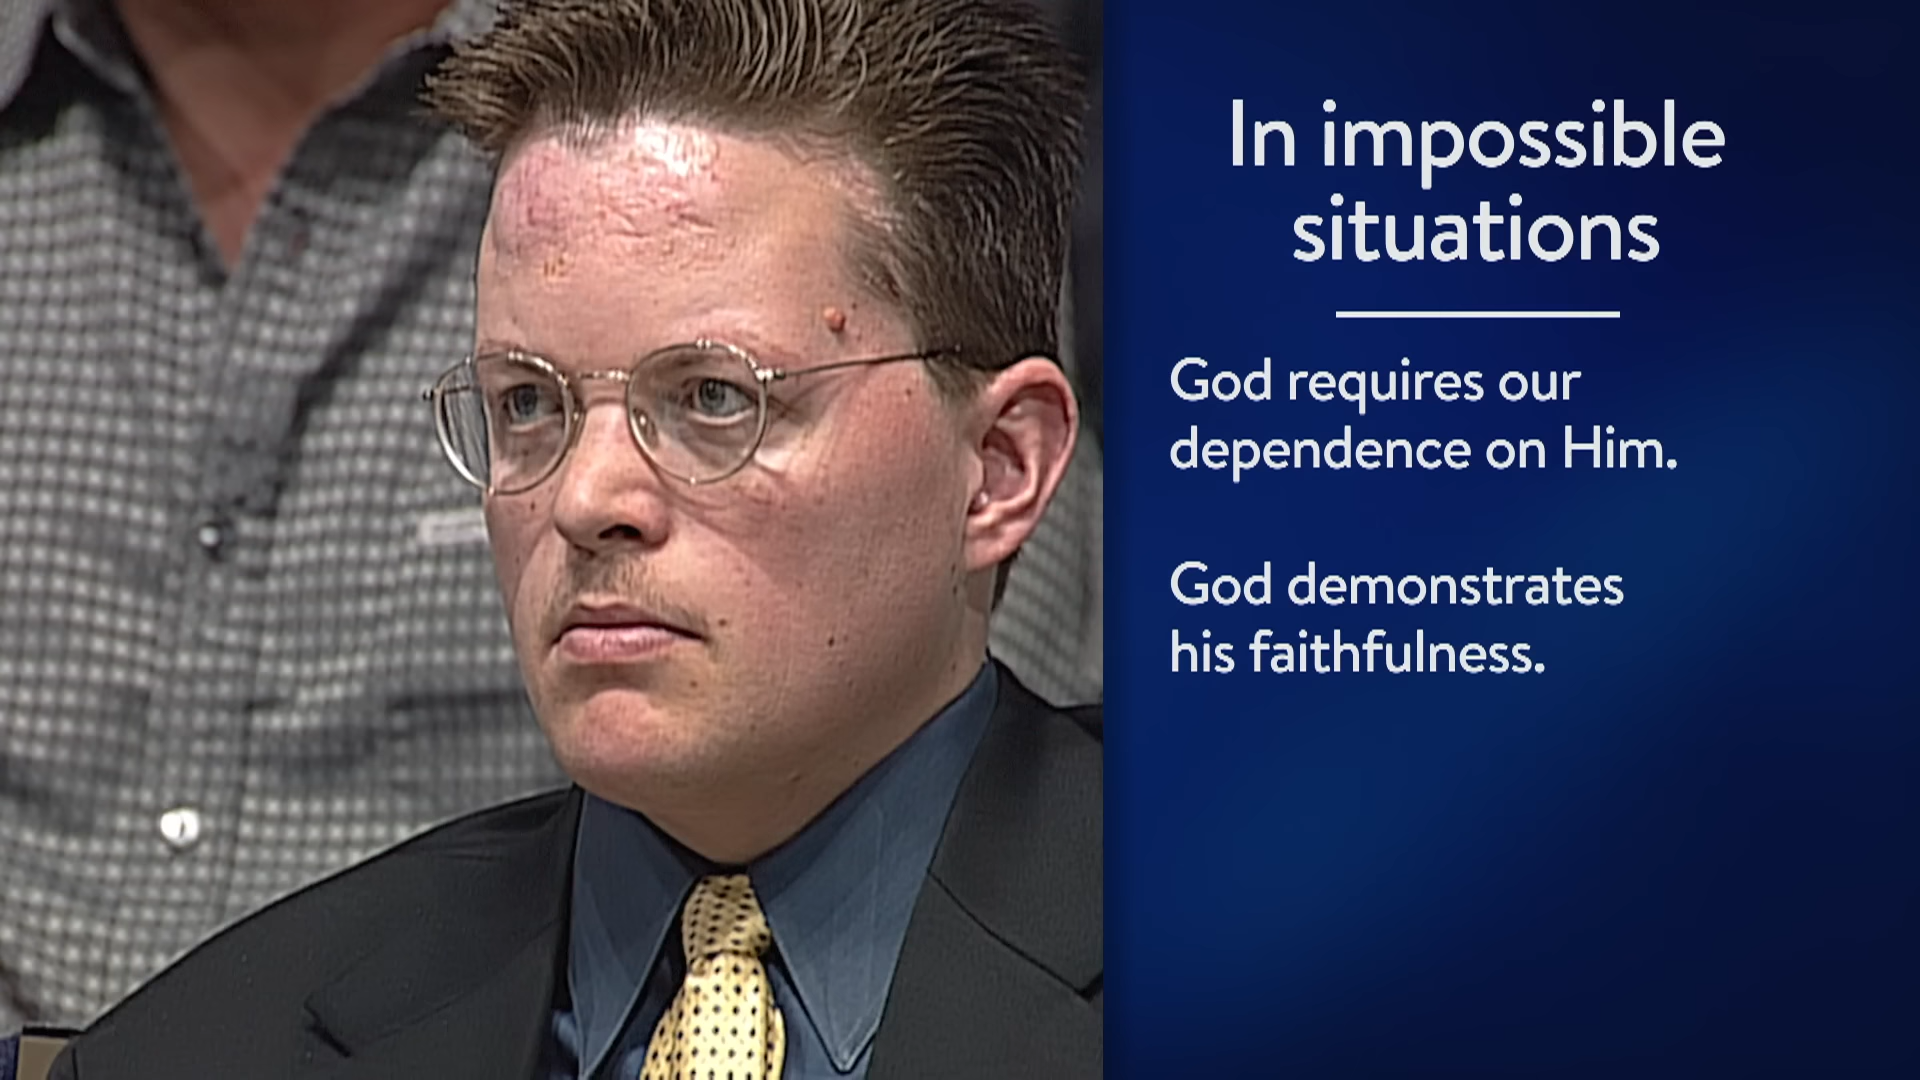 In impossible
situations
God requires our
dependence on Him.
God demonstrates
his faithfulness.